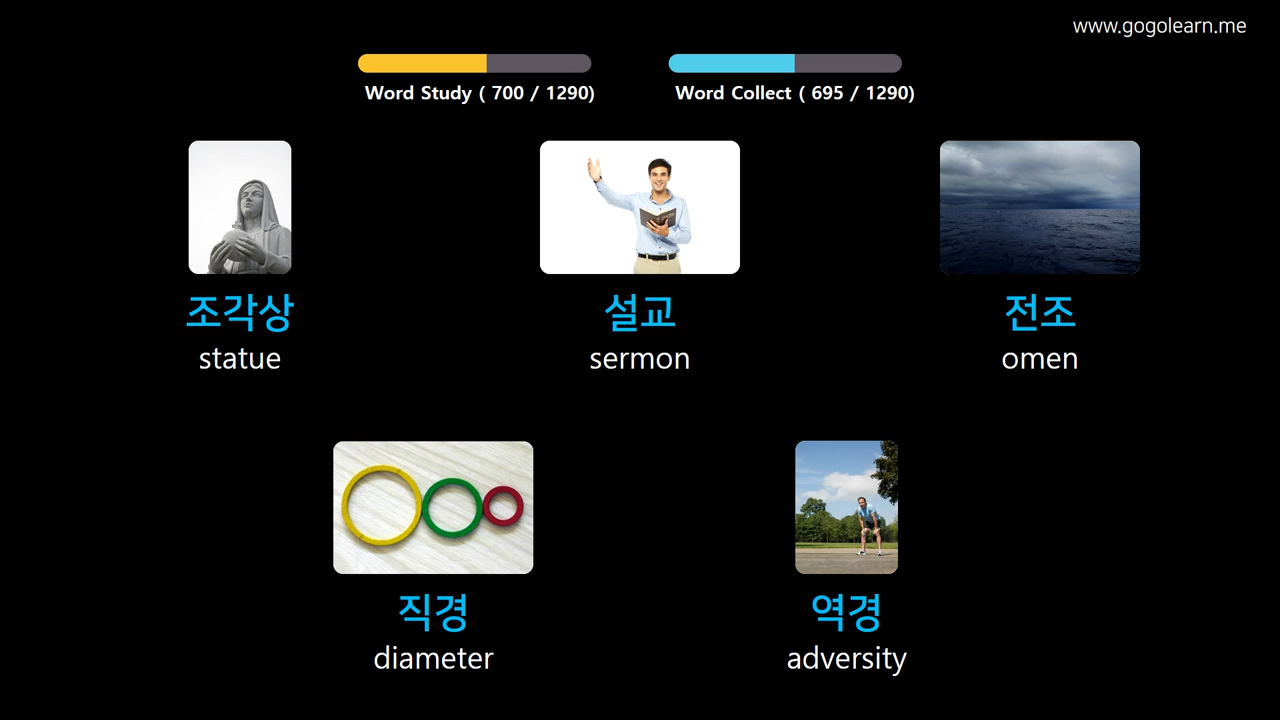 www.gogolearn.me
Word Study ( 700 / 1290)
Word Collect ( 695 / 1290)
조각상
statue
설교
sermon
전조
omen
직경
diameter
역경
adversity